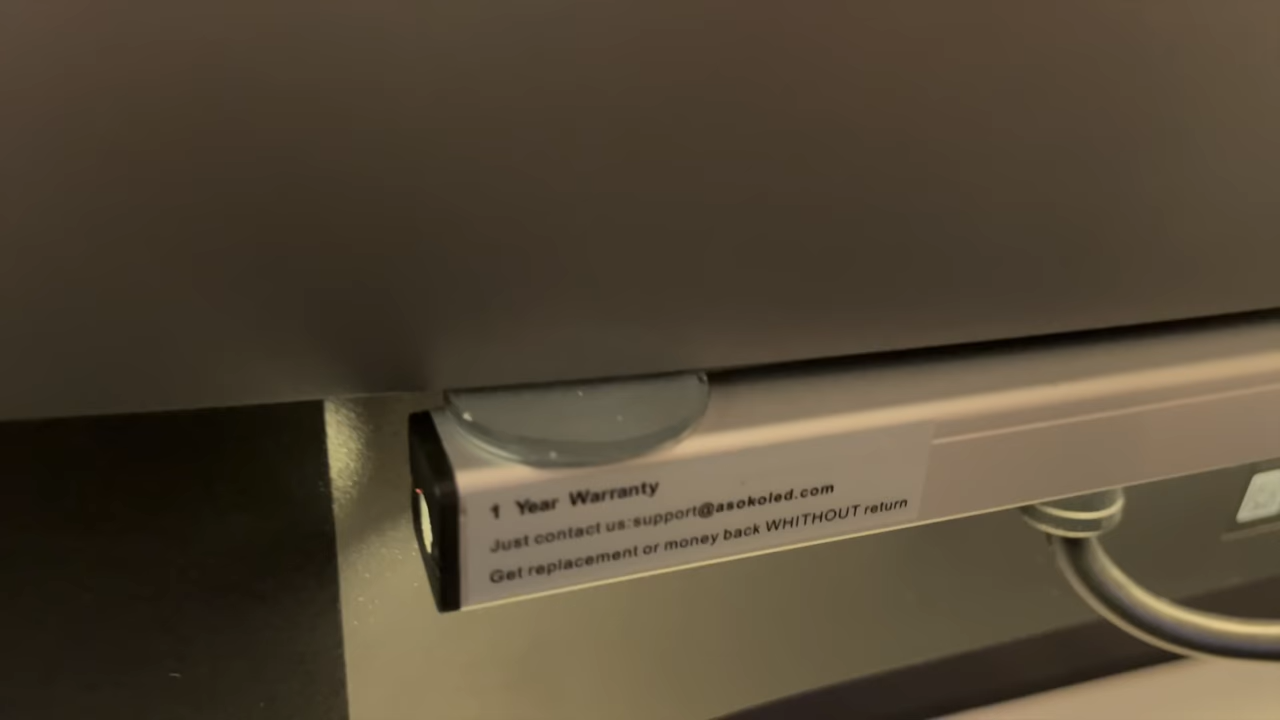 1 Year Warranty
Just contact us:support@asokoled.com
Get replacement or money back WHITHOUT return